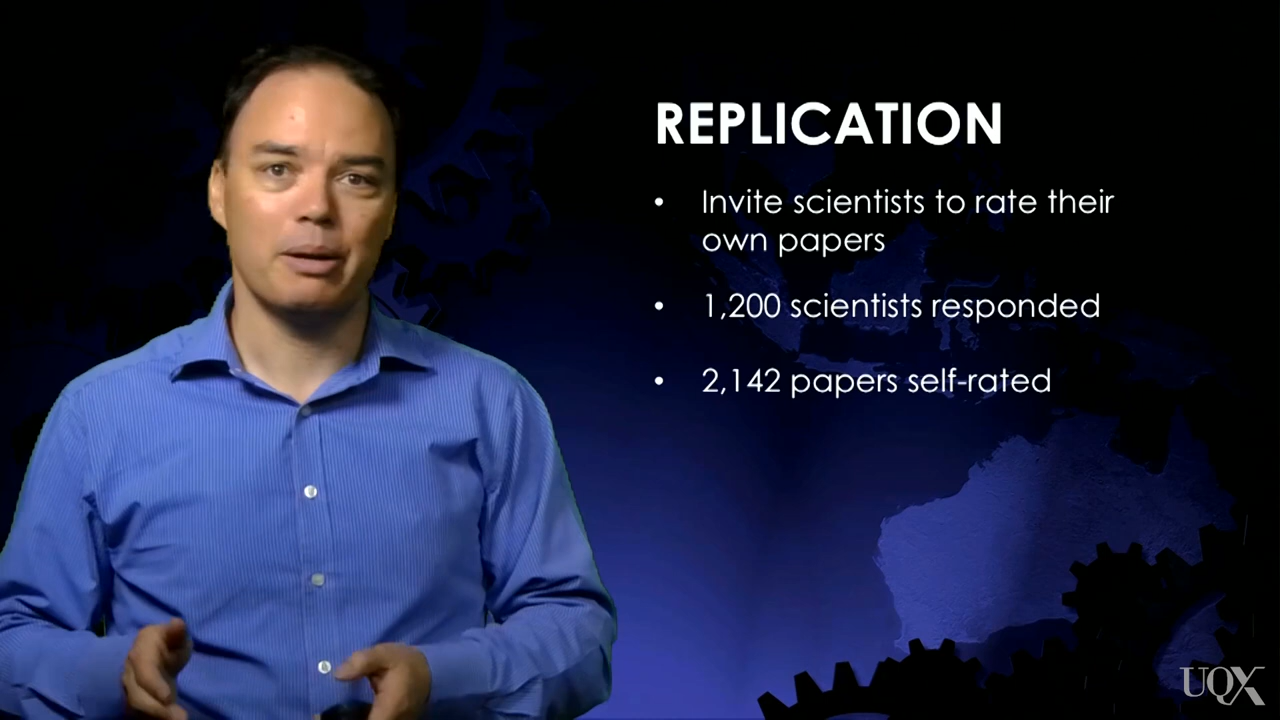 REPLICATION
• Invite scientists to rate their
own papers
• 1,200 scientists responded
• 2,142 papers self-rated
UQX